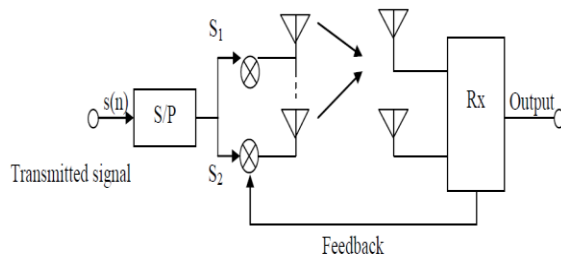 S1
s(n)
S/P
Rx
Output
Transmitted signal
S2
Feedback